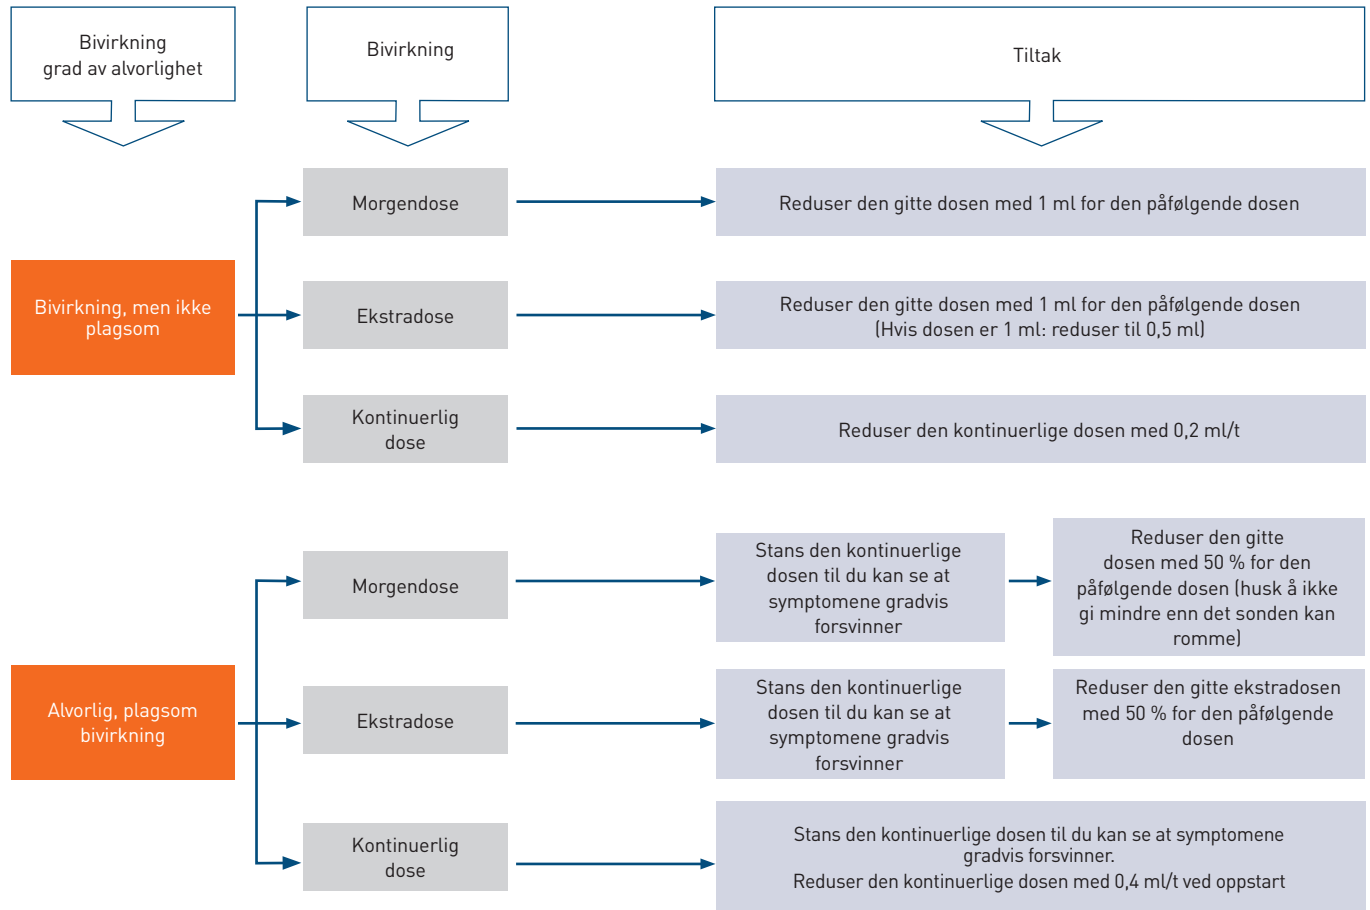 Bivirkning
grad av alvorlighet
Bivirkning
Tiltak
Bivirkning, men ikke
plagsom
Morgendose
Reduser den gitte dosen med 1 ml for den påfølgende dosen
Ekstradose
Reduser den gitte dosen med 1 ml for den påfølgende dosen
(Hvis dosen er 1 ml: reduser til 0,5 ml)
Kontinuerlig
dose
Reduser den kontinuerlige dosen med 0,2 ml/t
Alvorlig, plagsom
bivirkning
Morgendose
Stans den kontinuerlige
dosen til du kan se at
symptomene gradvis
forsvinner
Reduser den gitte
dosen med 50 % for den
påfølgende dosen (husk å ikke
gi mindre enn det sonden kan
romme)
Ekstradose
Stans den kontinuerlige
dosen til du kan se at
symptomene gradvis
forsvinner
Reduser den gitte ekstradosen
med 50 % for den påfølgende
dosen
Kontinuerlig
dose
Stans den kontinuerlige dosen til du kan se at symptomene
gradvis forsvinner.
Reduser den kontinuerlige dosen med 0,4 ml/t ved oppstart